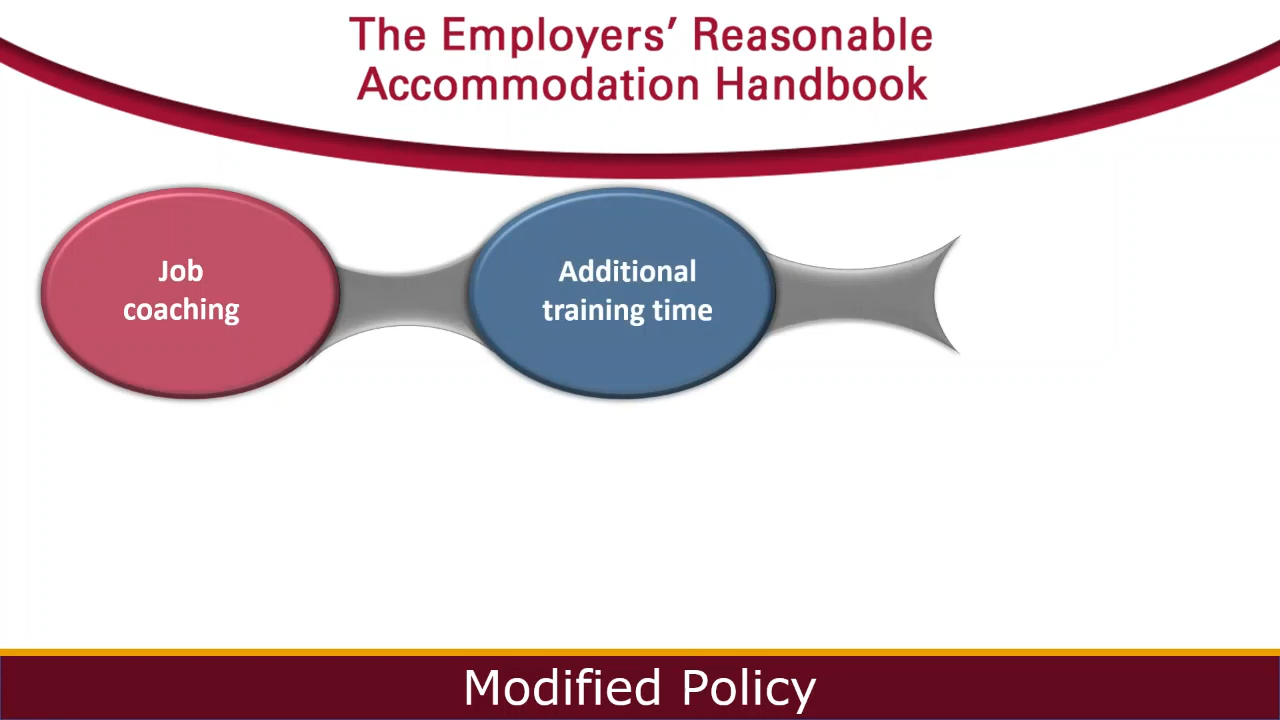 The Employers’ Reasonable
Accommodation Handbook
Job
coaching
Additional
training time
Modified Policy